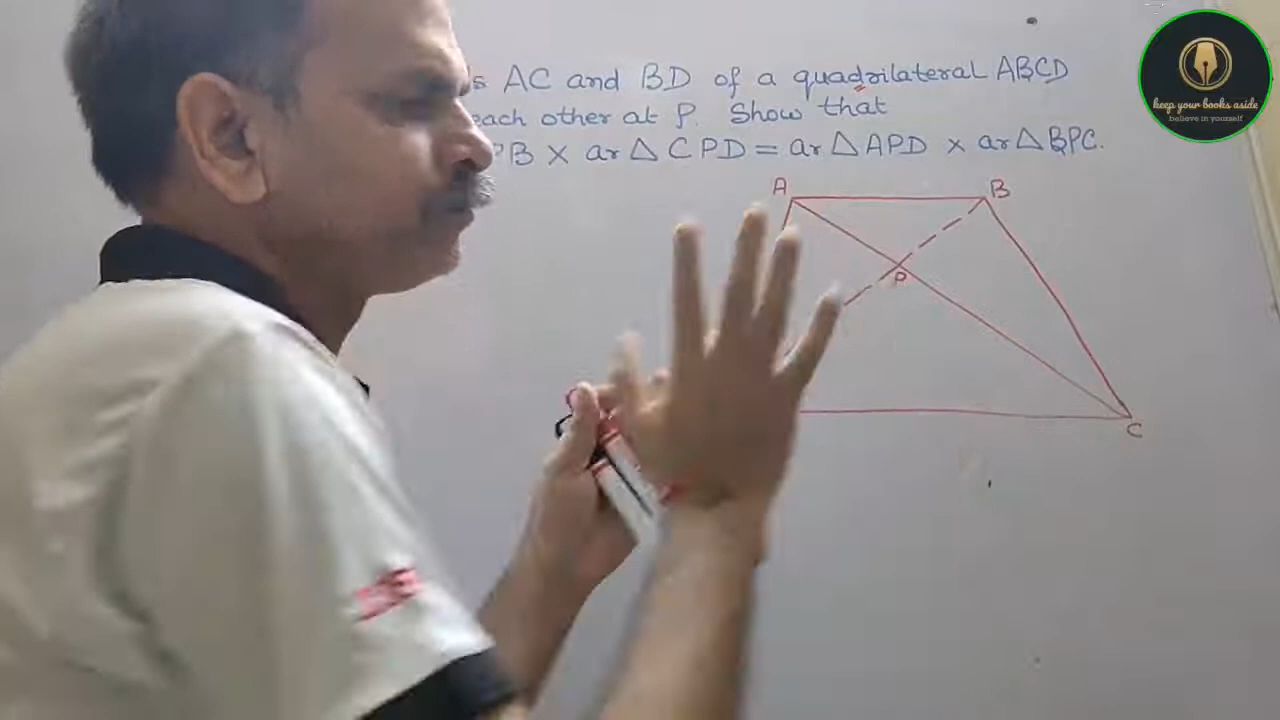 AC and BD of a quadrilateral ABCD
each other at P. Show that
PB × ar △ CPD = ar △ APD × ar △ BPC.
A
B
P
C
keep your books aside
believe in yourself